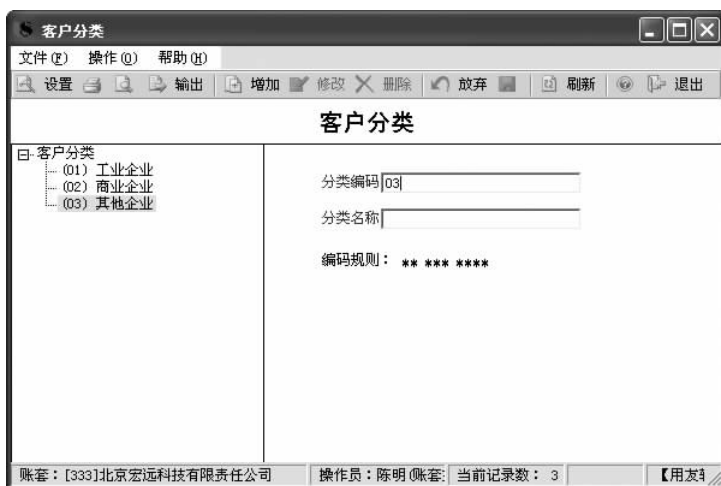 客户分类
文件(F) 操作(O) 帮助(H)
设置 输出 增加 修改 删除 放弃 刷新 退出
客户分类
客户分类
(01) 工业企业
(02) 商业企业
(03) 其他企业
分类编码 03
分类名称
编码规则： ** *** ****
账套：[333]北京宏远科技有限责任公司 操作员：陈明(账套 当前记录数： 3 【用友